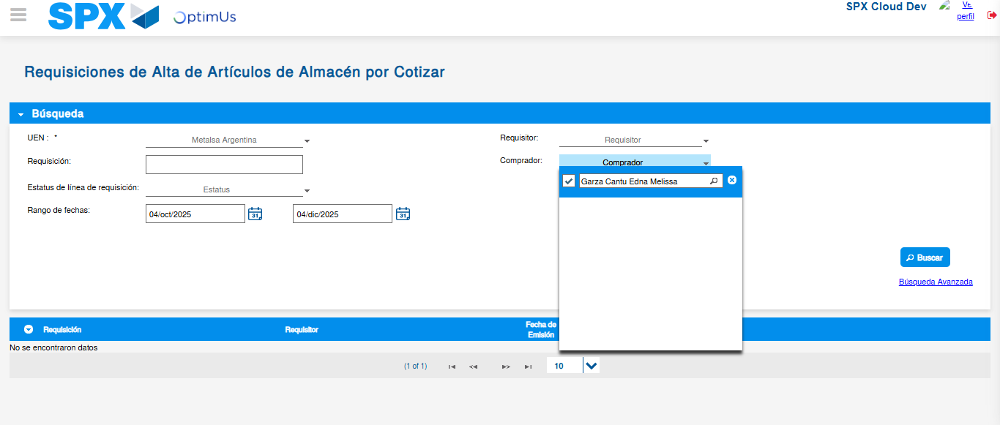 SPX OptimUs
SPX Cloud Dev
Ve
perfil
Requisiciones de Alta de Artículos de Almacén por Cotizar
Búsqueda
UEN : *
Metalsa Argentina
Requisitor:
Requisitor
Requisición:
Comprador:
Comprador
Garza Cantu Edna Melissa
Estatus de línea de requisición:
Estatus
Rango de fechas:
04/oct/2025
31
04/dic/2025
31
Buscar
Búsqueda Avanzada
Requisición
Requisitor
Fecha de
Emisión
No se encontraron datos
(1 of 1)
10